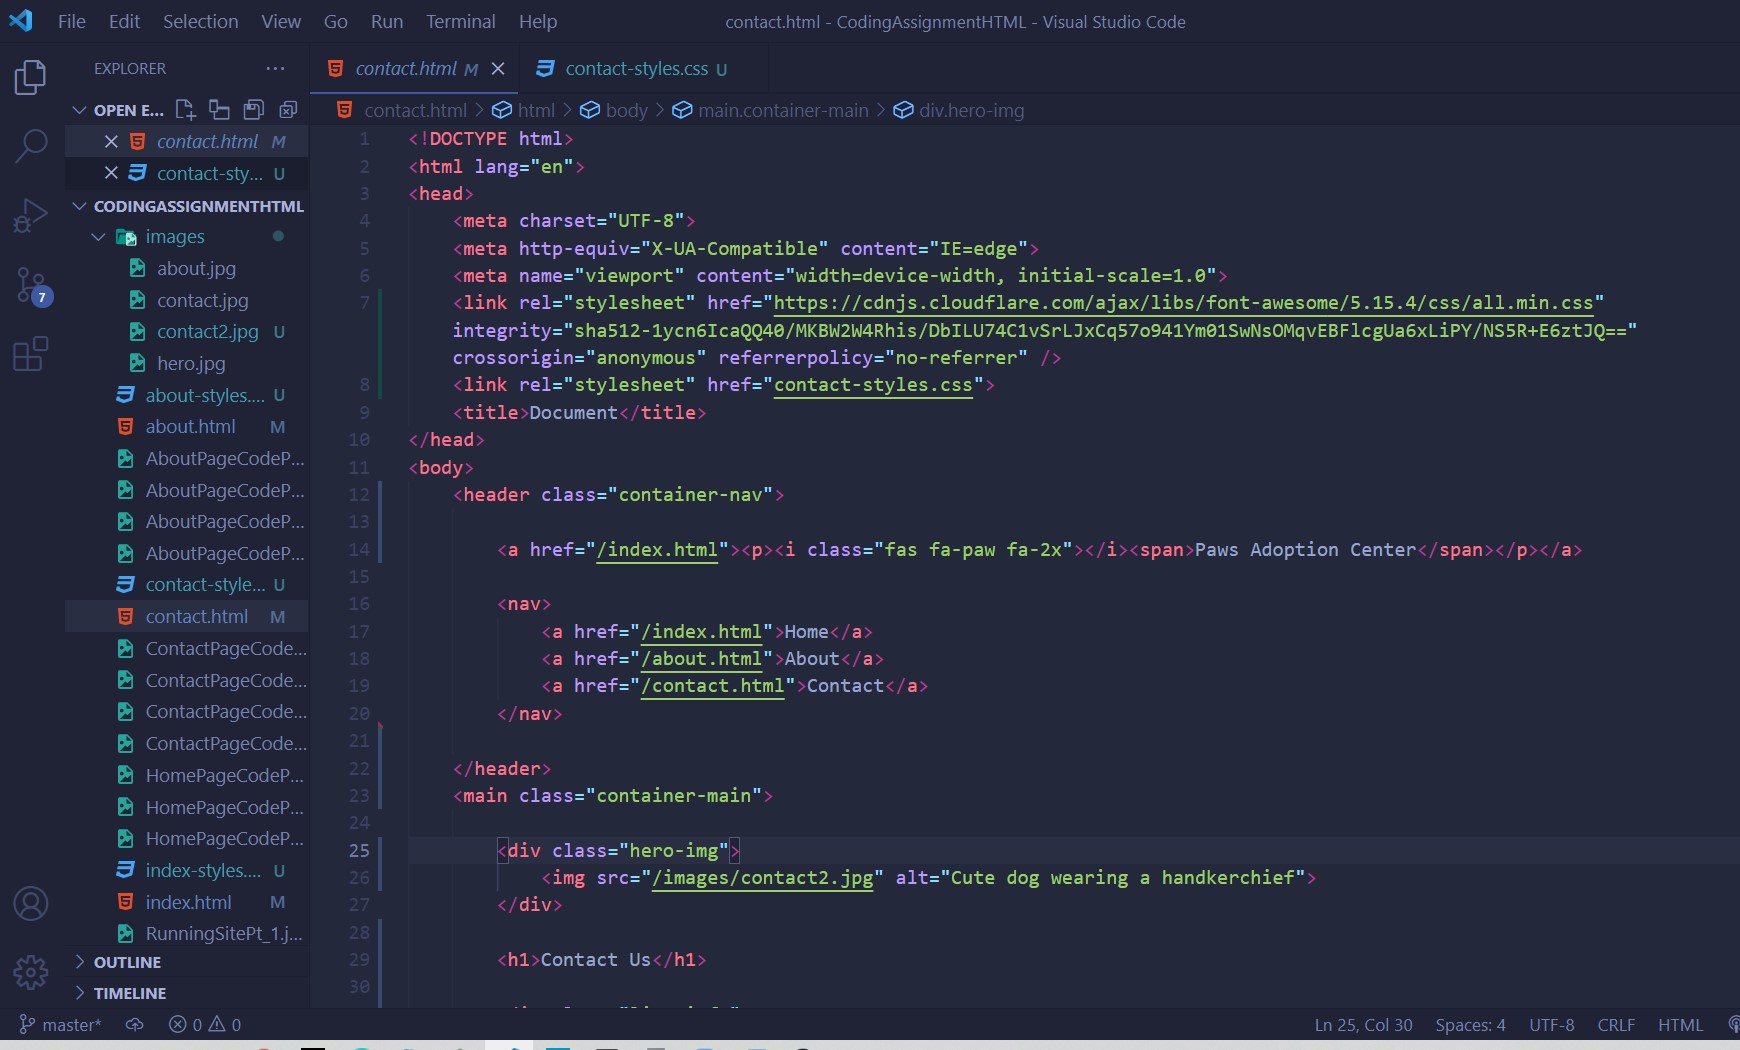 File Edit Selection View Go Run Terminal Help
contact.html - CodingAssignmentHTML - Visual Studio Code
EXPLORER ...
OPEN E...
contact.html M
contact-sty... U
CODINGASSIGNMENTHTML
images
about.jpg
contact.jpg
contact2.jpg U
hero.jpg
about-styles.... U
about.html M
AboutPageCodeP...
AboutPageCodeP...
AboutPageCodeP...
AboutPageCodeP...
contact-style... U
contact.html M
ContactPageCode...
ContactPageCode...
ContactPageCode...
ContactPageCode...
HomePageCodeP...
HomePageCodeP...
HomePageCodeP...
index-styles.... U
index.html M
RunningSitePt_1.j...
OUTLINE
TIMELINE
7
contact.html M
contact-styles.css U
contact.html > html > body > main.container-main > div.hero-img
1 <!DOCTYPE html>
2 <html lang="en">
3 <head>
4 <meta charset="UTF-8">
5 <meta http-equiv="X-UA-Compatible" content="IE=edge">
6 <meta name="viewport" content="width=device-width, initial-scale=1.0">
7 <link rel="stylesheet" href="https://cdnjs.cloudflare.com/ajax/libs/font-awesome/5.15.4/css/all.min.css"
integrity="sha512-1ycn6IcaQQ40/MKBW2W4Rhis/DbILU74C1vSrLJxCq57o941Ym01SwNsOMqvEBFlcgUa6xLiPY/NS5R+E6ztJQ=="
crossorigin="anonymous" referrerpolicy="no-referrer" />
8 <link rel="stylesheet" href="contact-styles.css">
9 <title>Document</title>
10 </head>
11 <body>
12 <header class="container-nav">
13
14 <a href="/index.html"><p><i class="fas fa-paw fa-2x"></i><span>Paws Adoption Center</span></p></a>
15
16 <nav>
17 <a href="/index.html">Home</a>
18 <a href="/about.html">About</a>
19 <a href="/contact.html">Contact</a>
20 </nav>
21
22 </header>
23 <main class="container-main">
24
25 <div class="hero-img">
26 <img src="/images/contact2.jpg" alt="Cute dog wearing a handkerchief">
27 </div>
28
29 <h1>Contact Us</h1>
30
master* 0 0
Ln 25, Col 30 Spaces: 4 UTF-8 CRLF HTML